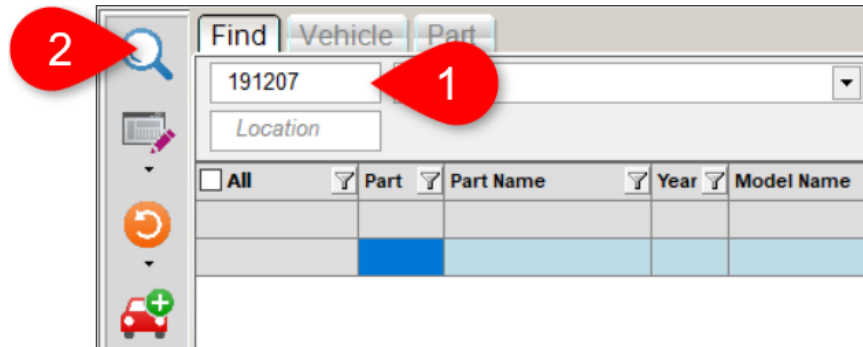 2
Find Vehicle Part
191207
1
Location
All Part Part Name Year Model Name